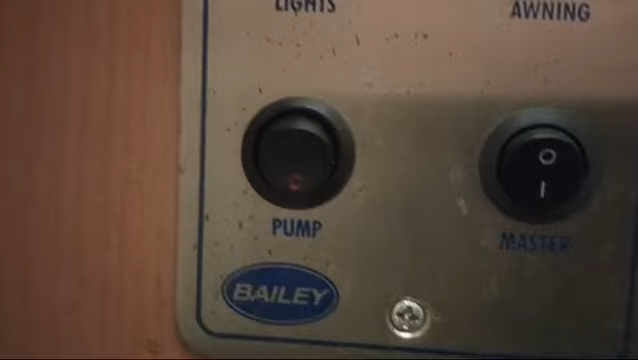 LIGHTS
AWNING
O
I
PUMP
MASTER
BAILEY